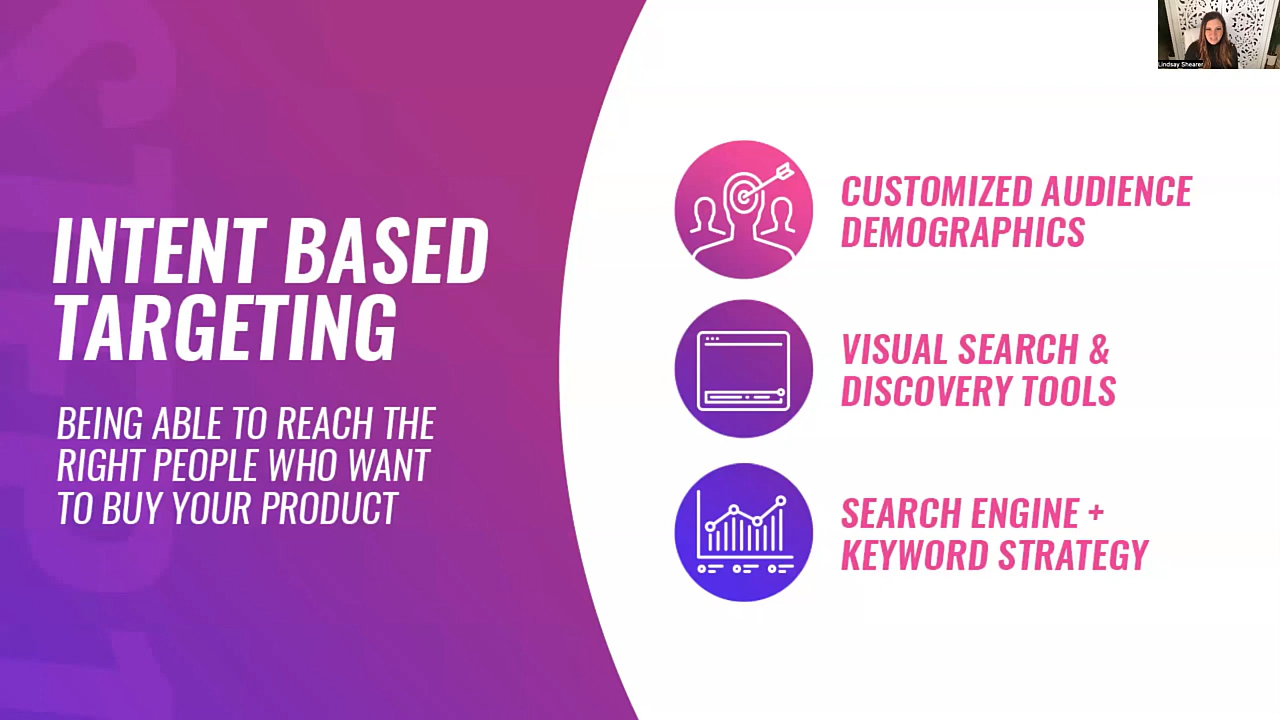 INTENT BASED
TARGETING
BEING ABLE TO REACH THE
RIGHT PEOPLE WHO WANT
TO BUY YOUR PRODUCT
CUSTOMIZED AUDIENCE
DEMOGRAPHICS
VISUAL SEARCH &
DISCOVERY TOOLS
SEARCH ENGINE +
KEYWORD STRATEGY
Lindsay Shearer